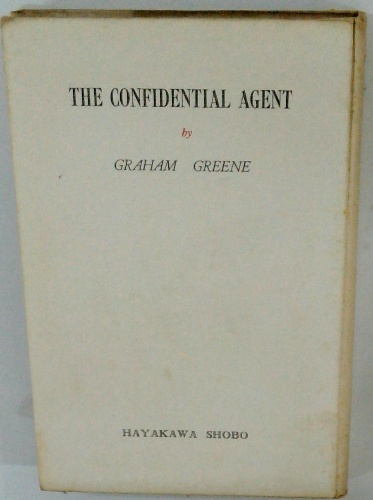 THE CONFIDENTIAL AGENT
by
GRAHAM GREENE
HAYAKAWA SHOBO